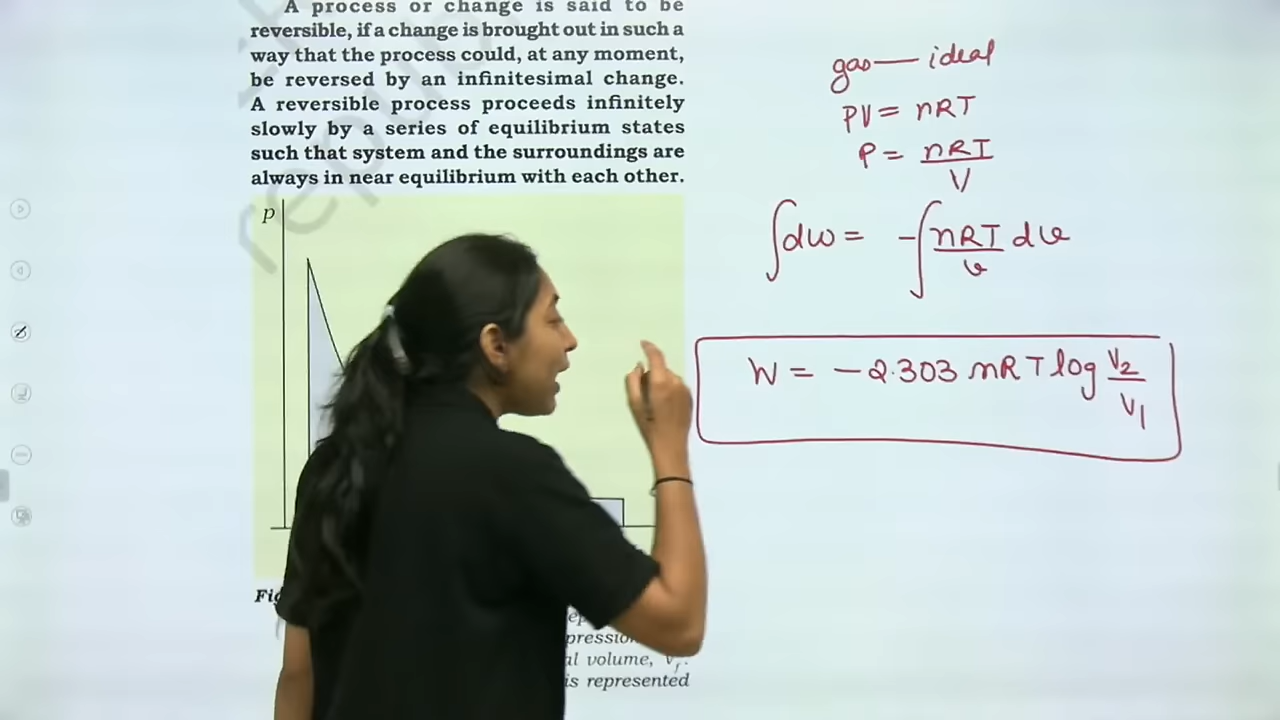 A process or change is said to be
reversible, if a change is brought out in such a
way that the process could, at any moment,
be reversed by an infinitesimal change.
A reversible process proceeds infinitely
slowly by a series of equilibrium states
such that system and the surroundings are
always in near equilibrium with each other.
p
al volume, V_f.
is represented
gas — ideal
PV = nRT
P = nRT/V
∫dw = -∫nRT/v dv
W = -2.303 nRT log V2/V1